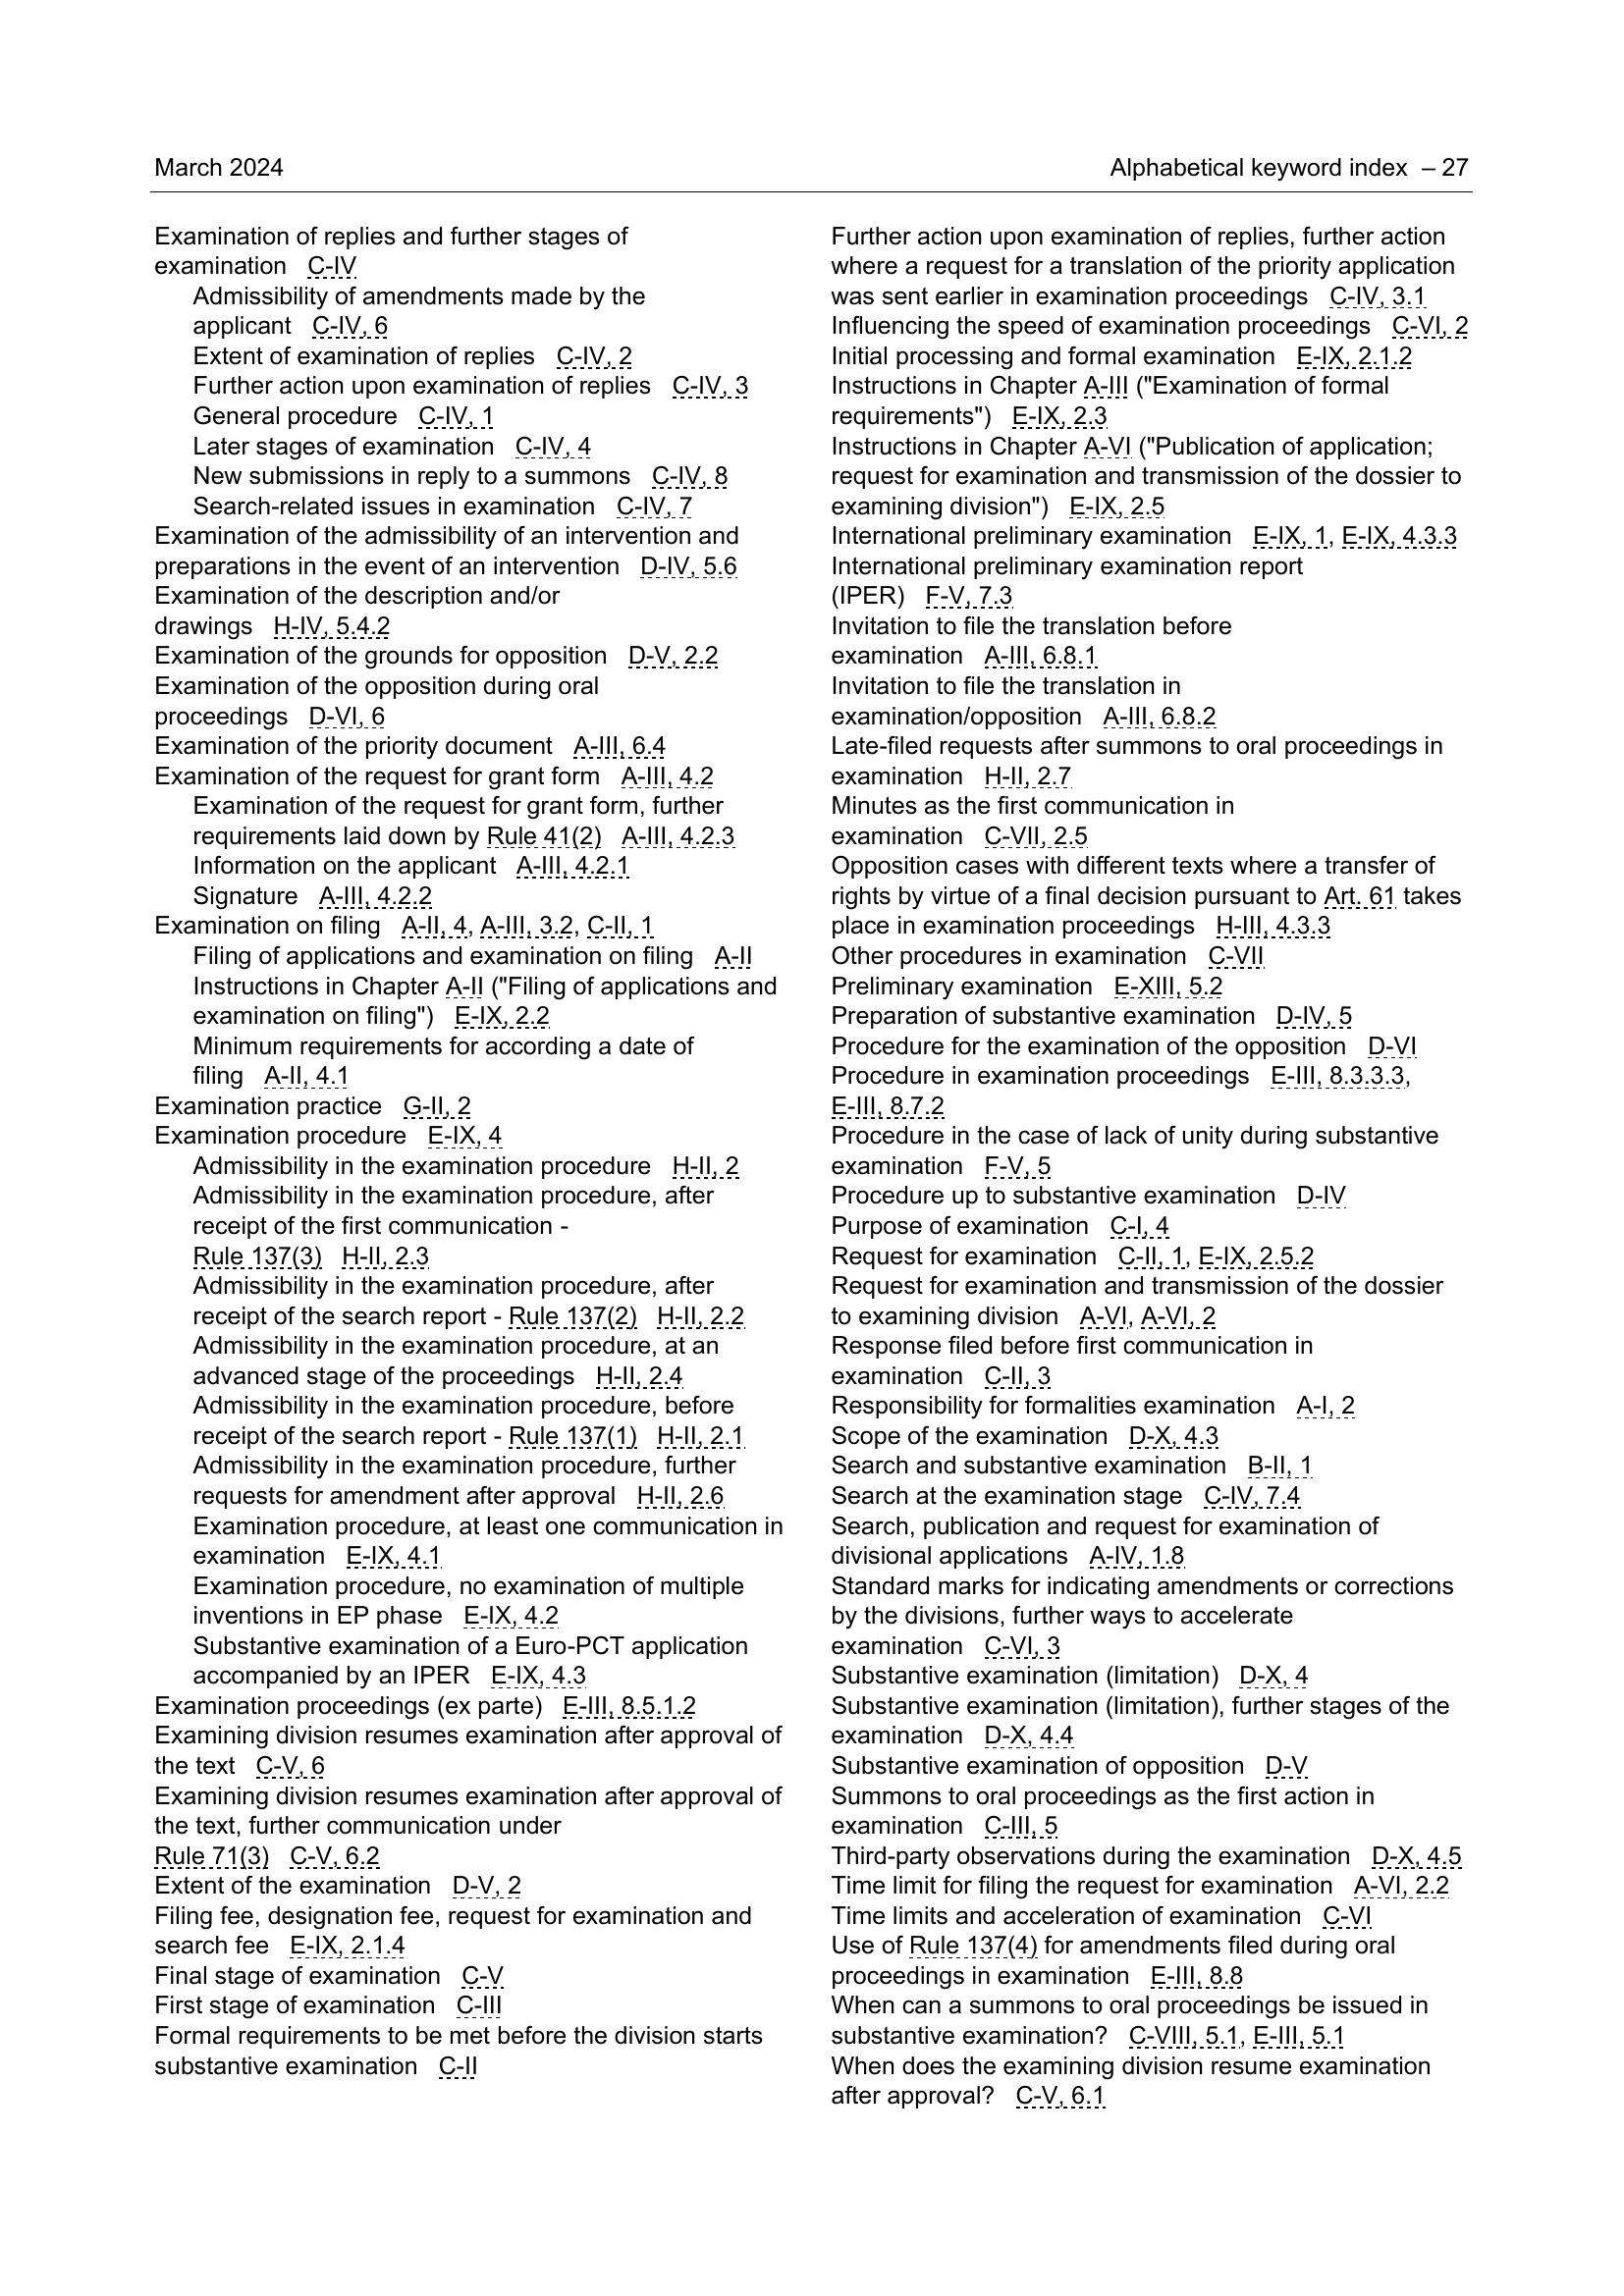 March 2024
Alphabetical keyword index – 27
Examination of replies and further stages of
examination C-IV
Admissibility of amendments made by the
applicant C-IV, 6
Extent of examination of replies C-IV, 2
Further action upon examination of replies C-IV, 3
General procedure C-IV, 1
Later stages of examination C-IV, 4
New submissions in reply to a summons C-IV, 8
Search-related issues in examination C-IV, 7
Examination of the admissibility of an intervention and
preparations in the event of an intervention D-IV, 5.6
Examination of the description and/or
drawings H-IV, 5.4.2
Examination of the grounds for opposition D-V, 2.2
Examination of the opposition during oral
proceedings D-VI, 6
Examination of the priority document A-III, 6.4
Examination of the request for grant form A-III, 4.2
Examination of the request for grant form, further
requirements laid down by Rule 41(2) A-III, 4.2.3
Information on the applicant A-III, 4.2.1
Signature A-III, 4.2.2
Examination on filing A-II, 4, A-III, 3.2, C-II, 1
Filing of applications and examination on filing A-II
Instructions in Chapter A-II ("Filing of applications and
examination on filing") E-IX, 2.2
Minimum requirements for according a date of
filing A-II, 4.1
Examination practice G-II, 2
Examination procedure E-IX, 4
Admissibility in the examination procedure H-II, 2
Admissibility in the examination procedure, after
receipt of the first communication -
Rule 137(3) H-II, 2.3
Admissibility in the examination procedure, after
receipt of the search report - Rule 137(2) H-II, 2.2
Admissibility in the examination procedure, at an
advanced stage of the proceedings H-II, 2.4
Admissibility in the examination procedure, before
receipt of the search report - Rule 137(1) H-II, 2.1
Admissibility in the examination procedure, further
requests for amendment after approval H-II, 2.6
Examination procedure, at least one communication in
examination E-IX, 4.1
Examination procedure, no examination of multiple
inventions in EP phase E-IX, 4.2
Substantive examination of a Euro-PCT application
accompanied by an IPER E-IX, 4.3
Examination proceedings (ex parte) E-III, 8.5.1.2
Examining division resumes examination after approval of
the text C-V, 6
Examining division resumes examination after approval of
the text, further communication under
Rule 71(3) C-V, 6.2
Extent of the examination D-V, 2
Filing fee, designation fee, request for examination and
search fee E-IX, 2.1.4
Final stage of examination C-V
First stage of examination C-III
Formal requirements to be met before the division starts
substantive examination C-II
Further action upon examination of replies, further action
where a request for a translation of the priority application
was sent earlier in examination proceedings C-IV, 3.1
Influencing the speed of examination proceedings C-VI, 2
Initial processing and formal examination E-IX, 2.1.2
Instructions in Chapter A-III ("Examination of formal
requirements") E-IX, 2.3
Instructions in Chapter A-VI ("Publication of application;
request for examination and transmission of the dossier to
examining division") E-IX, 2.5
International preliminary examination E-IX, 1, E-IX, 4.3.3
International preliminary examination report
(IPER) F-V, 7.3
Invitation to file the translation before
examination A-III, 6.8.1
Invitation to file the translation in
examination/opposition A-III, 6.8.2
Late-filed requests after summons to oral proceedings in
examination H-II, 2.7
Minutes as the first communication in
examination C-VII, 2.5
Opposition cases with different texts where a transfer of
rights by virtue of a final decision pursuant to Art. 61 takes
place in examination proceedings H-III, 4.3.3
Other procedures in examination C-VII
Preliminary examination E-XIII, 5.2
Preparation of substantive examination D-IV, 5
Procedure for the examination of the opposition D-VI
Procedure in examination proceedings E-III, 8.3.3.3,
E-III, 8.7.2
Procedure in the case of lack of unity during substantive
examination F-V, 5
Procedure up to substantive examination D-IV
Purpose of examination C-I, 4
Request for examination C-II, 1, E-IX, 2.5.2
Request for examination and transmission of the dossier
to examining division A-VI, A-VI, 2
Response filed before first communication in
examination C-II, 3
Responsibility for formalities examination A-I, 2
Scope of the examination D-X, 4.3
Search and substantive examination B-II, 1
Search at the examination stage C-IV, 7.4
Search, publication and request for examination of
divisional applications A-IV, 1.8
Standard marks for indicating amendments or corrections
by the divisions, further ways to accelerate
examination C-VI, 3
Substantive examination (limitation) D-X, 4
Substantive examination (limitation), further stages of the
examination D-X, 4.4
Substantive examination of opposition D-V
Summons to oral proceedings as the first action in
examination C-III, 5
Third-party observations during the examination D-X, 4.5
Time limit for filing the request for examination A-VI, 2.2
Time limits and acceleration of examination C-VI
Use of Rule 137(4) for amendments filed during oral
proceedings in examination E-III, 8.8
When can a summons to oral proceedings be issued in
substantive examination? C-VIII, 5.1, E-III, 5.1
When does the examining division resume examination
after approval? C-V, 6.1